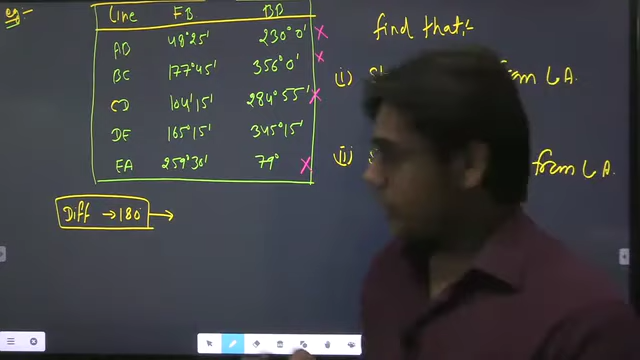 eg:-
Line FB BB
AB 48°25' 230°0' ×
BC 177°45' 356°0' ×
CD 104°15' 284°55' ×
DE 165°15' 345°15'
EA 259°30' 79° ×
Diff → 180 →
find that:-
(i) from LA.
(ii) from LA.